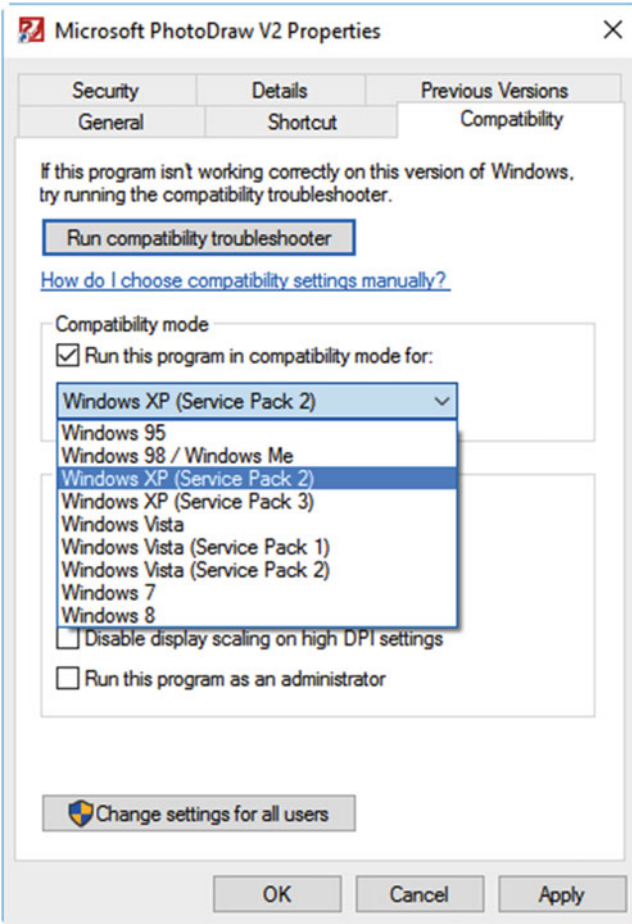 Microsoft PhotoDraw V2 Properties
Security Details Previous Versions
General Shortcut Compatibility
If this program isn't working correctly on this version of Windows,
try running the compatibility troubleshooter.
Run compatibility troubleshooter
How do I choose compatibility settings manually?
Compatibility mode
Run this program in compatibility mode for:
Windows XP (Service Pack 2)
Windows 95
Windows 98 / Windows Me
Windows XP (Service Pack 2)
Windows XP (Service Pack 3)
Windows Vista
Windows Vista (Service Pack 1)
Windows Vista (Service Pack 2)
Windows 7
Windows 8
Disable display scaling on high DPI settings
Run this program as an administrator
Change settings for all users
OK Cancel Apply